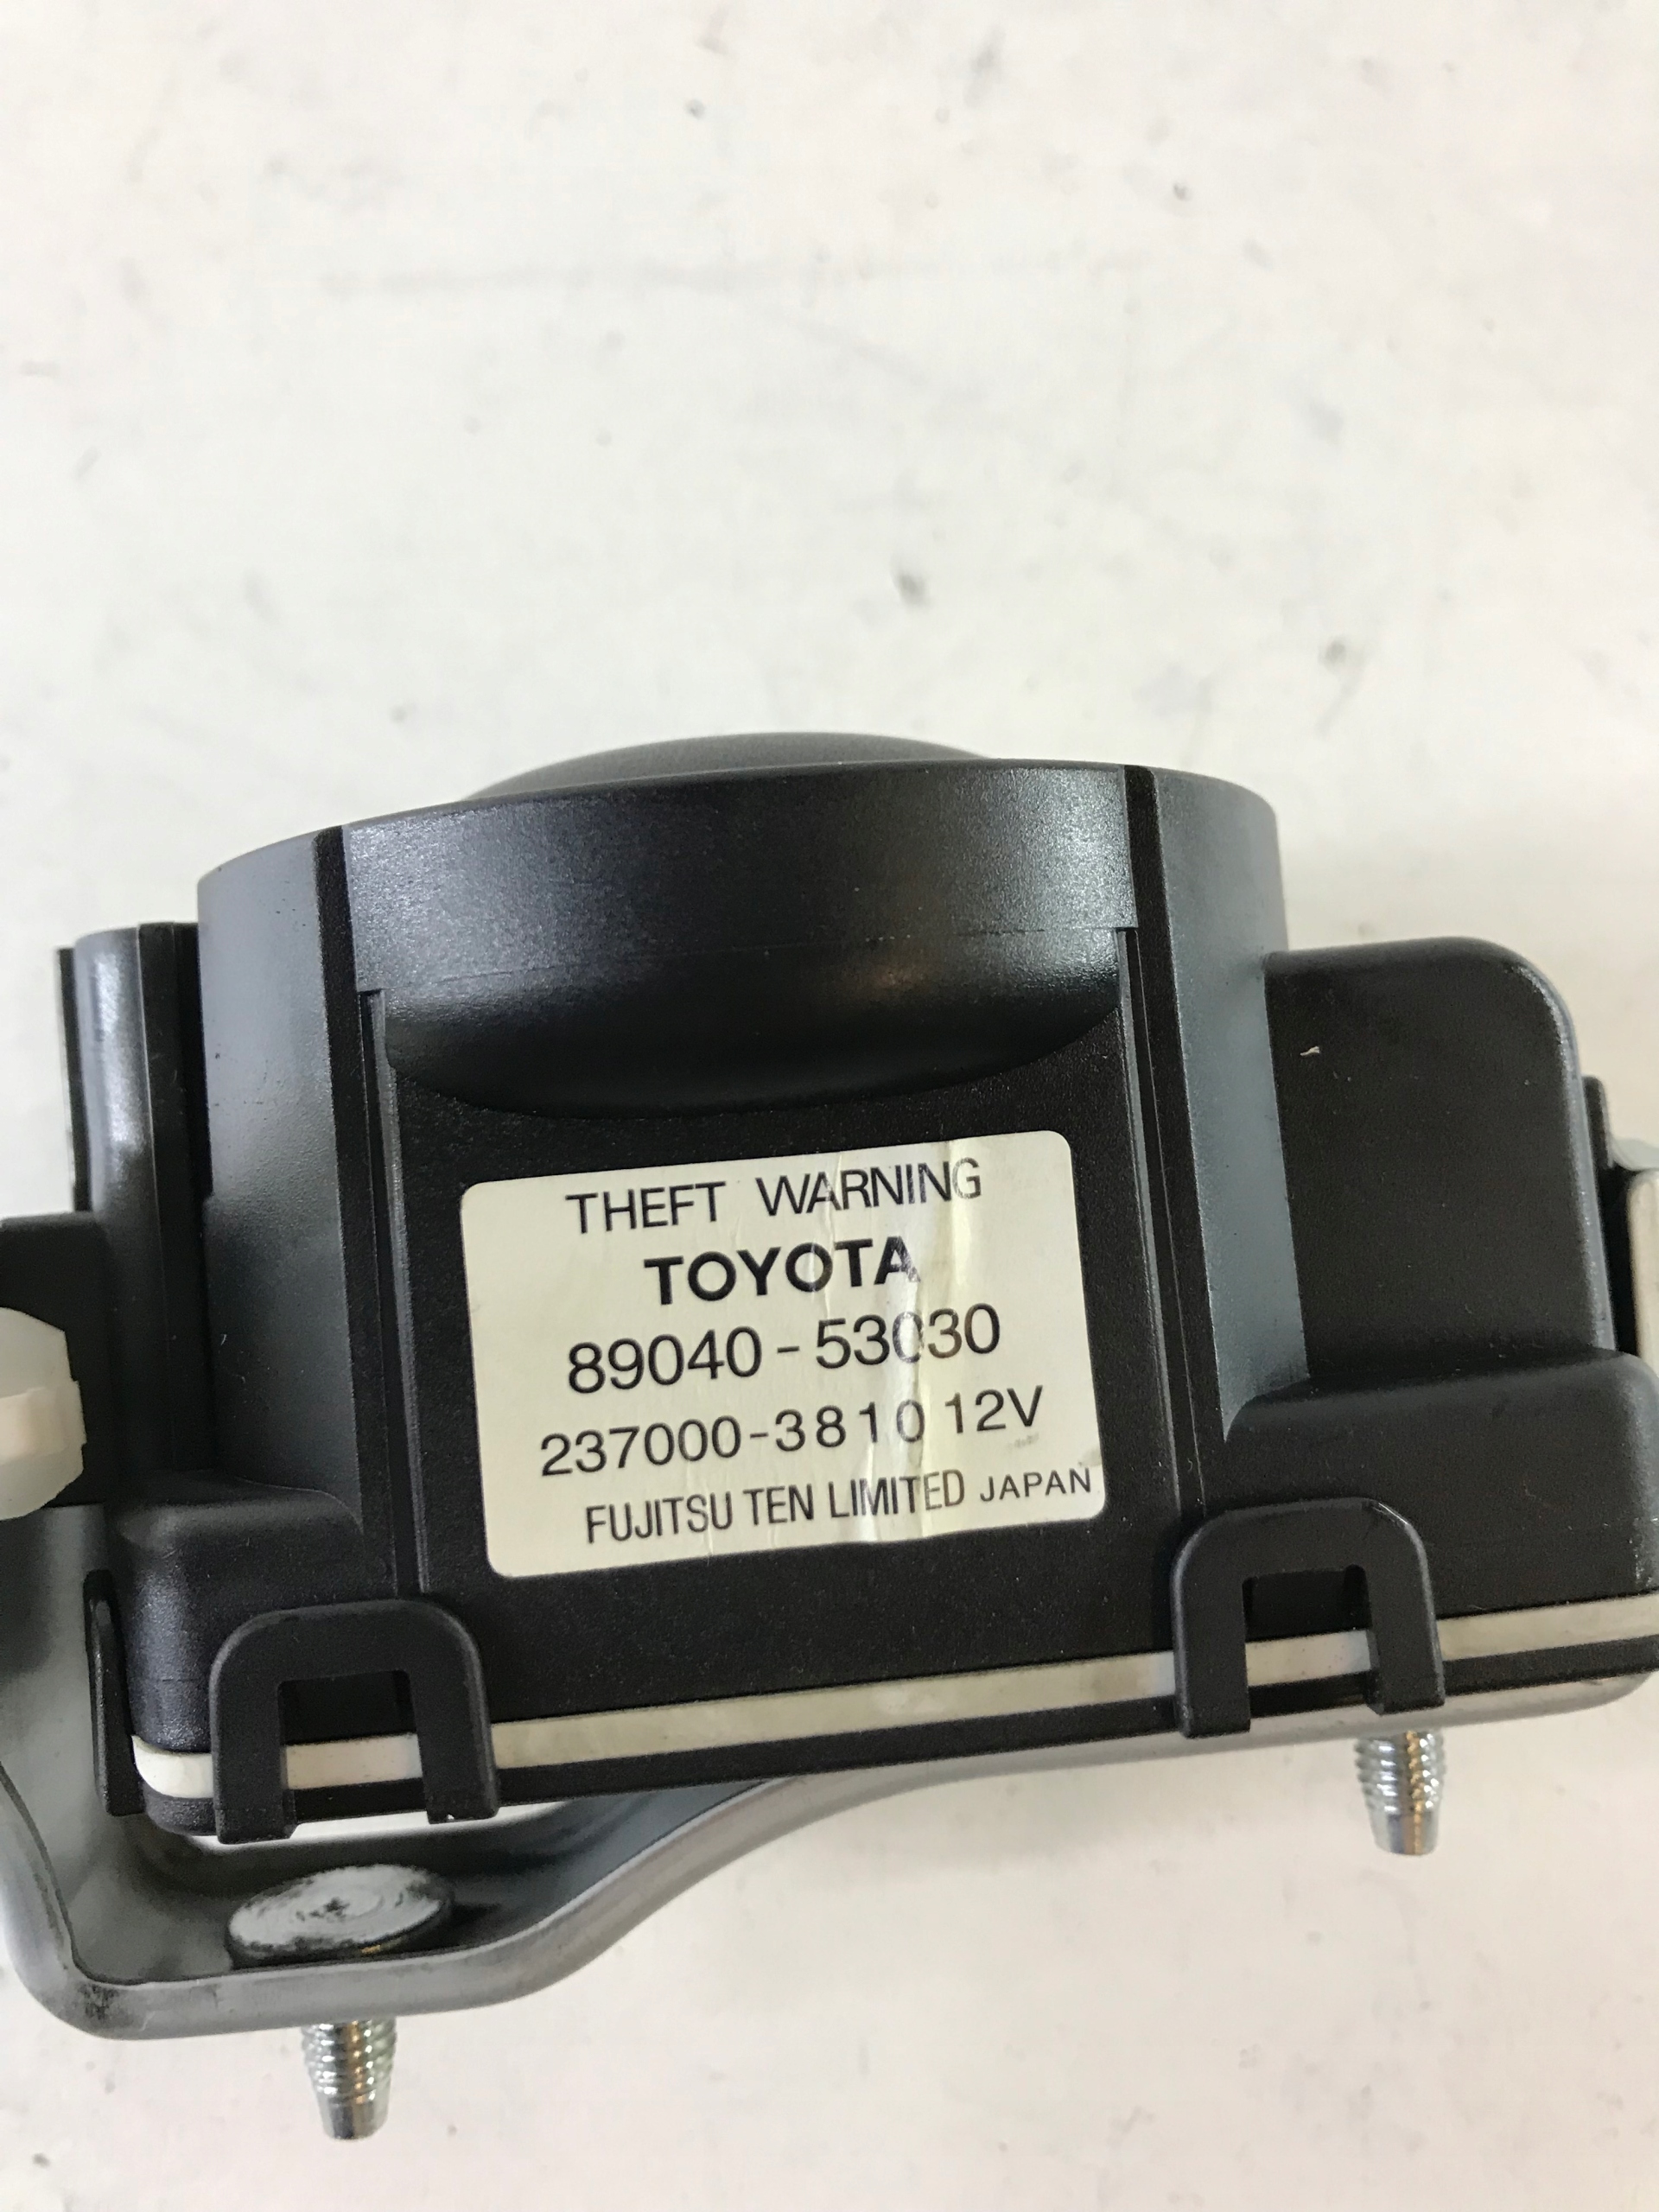 THEFT WARNING
TOYOTA
89040-53030
237000-3810 12V
FUJITSU TEN LIMITED JAPAN